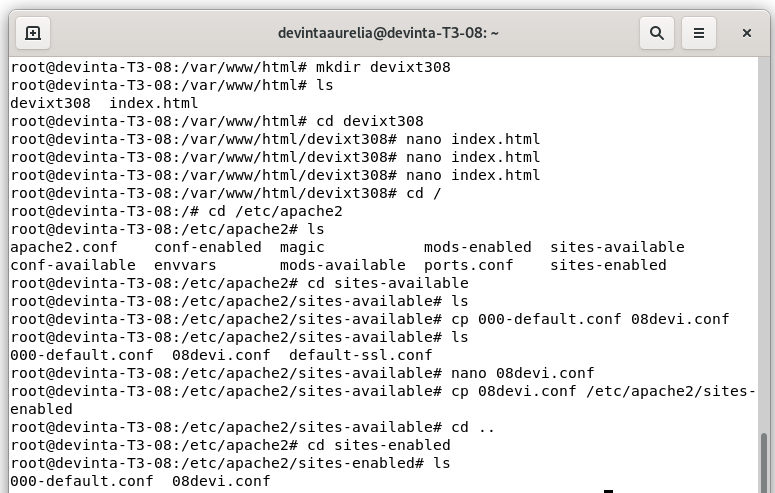 devintaaurelia@devinta-T3-08: ~
root@devinta-T3-08:/var/www/html# mkdir devixt308
root@devinta-T3-08:/var/www/html# ls
devixt308  index.html
root@devinta-T3-08:/var/www/html# cd devixt308
root@devinta-T3-08:/var/www/html/devixt308# nano index.html
root@devinta-T3-08:/var/www/html/devixt308# nano index.html
root@devinta-T3-08:/var/www/html/devixt308# nano index.html
root@devinta-T3-08:/var/www/html/devixt308# cd /
root@devinta-T3-08:/# cd /etc/apache2
root@devinta-T3-08:/etc/apache2# ls
apache2.conf    conf-enabled  magic           mods-enabled  sites-available
conf-available  envvars       mods-available  ports.conf    sites-enabled
root@devinta-T3-08:/etc/apache2# cd sites-available
root@devinta-T3-08:/etc/apache2/sites-available# ls
root@devinta-T3-08:/etc/apache2/sites-available# cp 000-default.conf 08devi.conf
root@devinta-T3-08:/etc/apache2/sites-available# ls
000-default.conf  08devi.conf  default-ssl.conf
root@devinta-T3-08:/etc/apache2/sites-available# nano 08devi.conf
root@devinta-T3-08:/etc/apache2/sites-available# cp 08devi.conf /etc/apache2/sites-
enabled
root@devinta-T3-08:/etc/apache2/sites-available# cd ..
root@devinta-T3-08:/etc/apache2# cd sites-enabled
root@devinta-T3-08:/etc/apache2/sites-enabled# ls
000-default.conf  08devi.conf